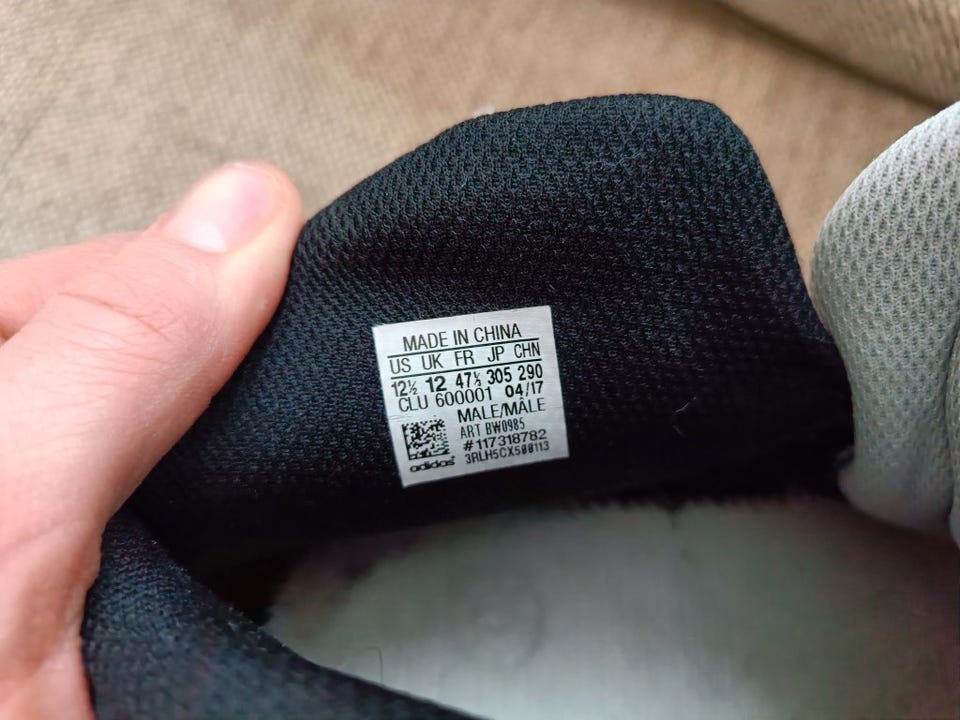 MADE IN CHINA
US UK FR JP CHN
12½ 12 47⅓ 305 290
CLU 600001 04/17
MALE/MÂLE
ART BW0985
#117318782
adidas 3RLH5CX500113